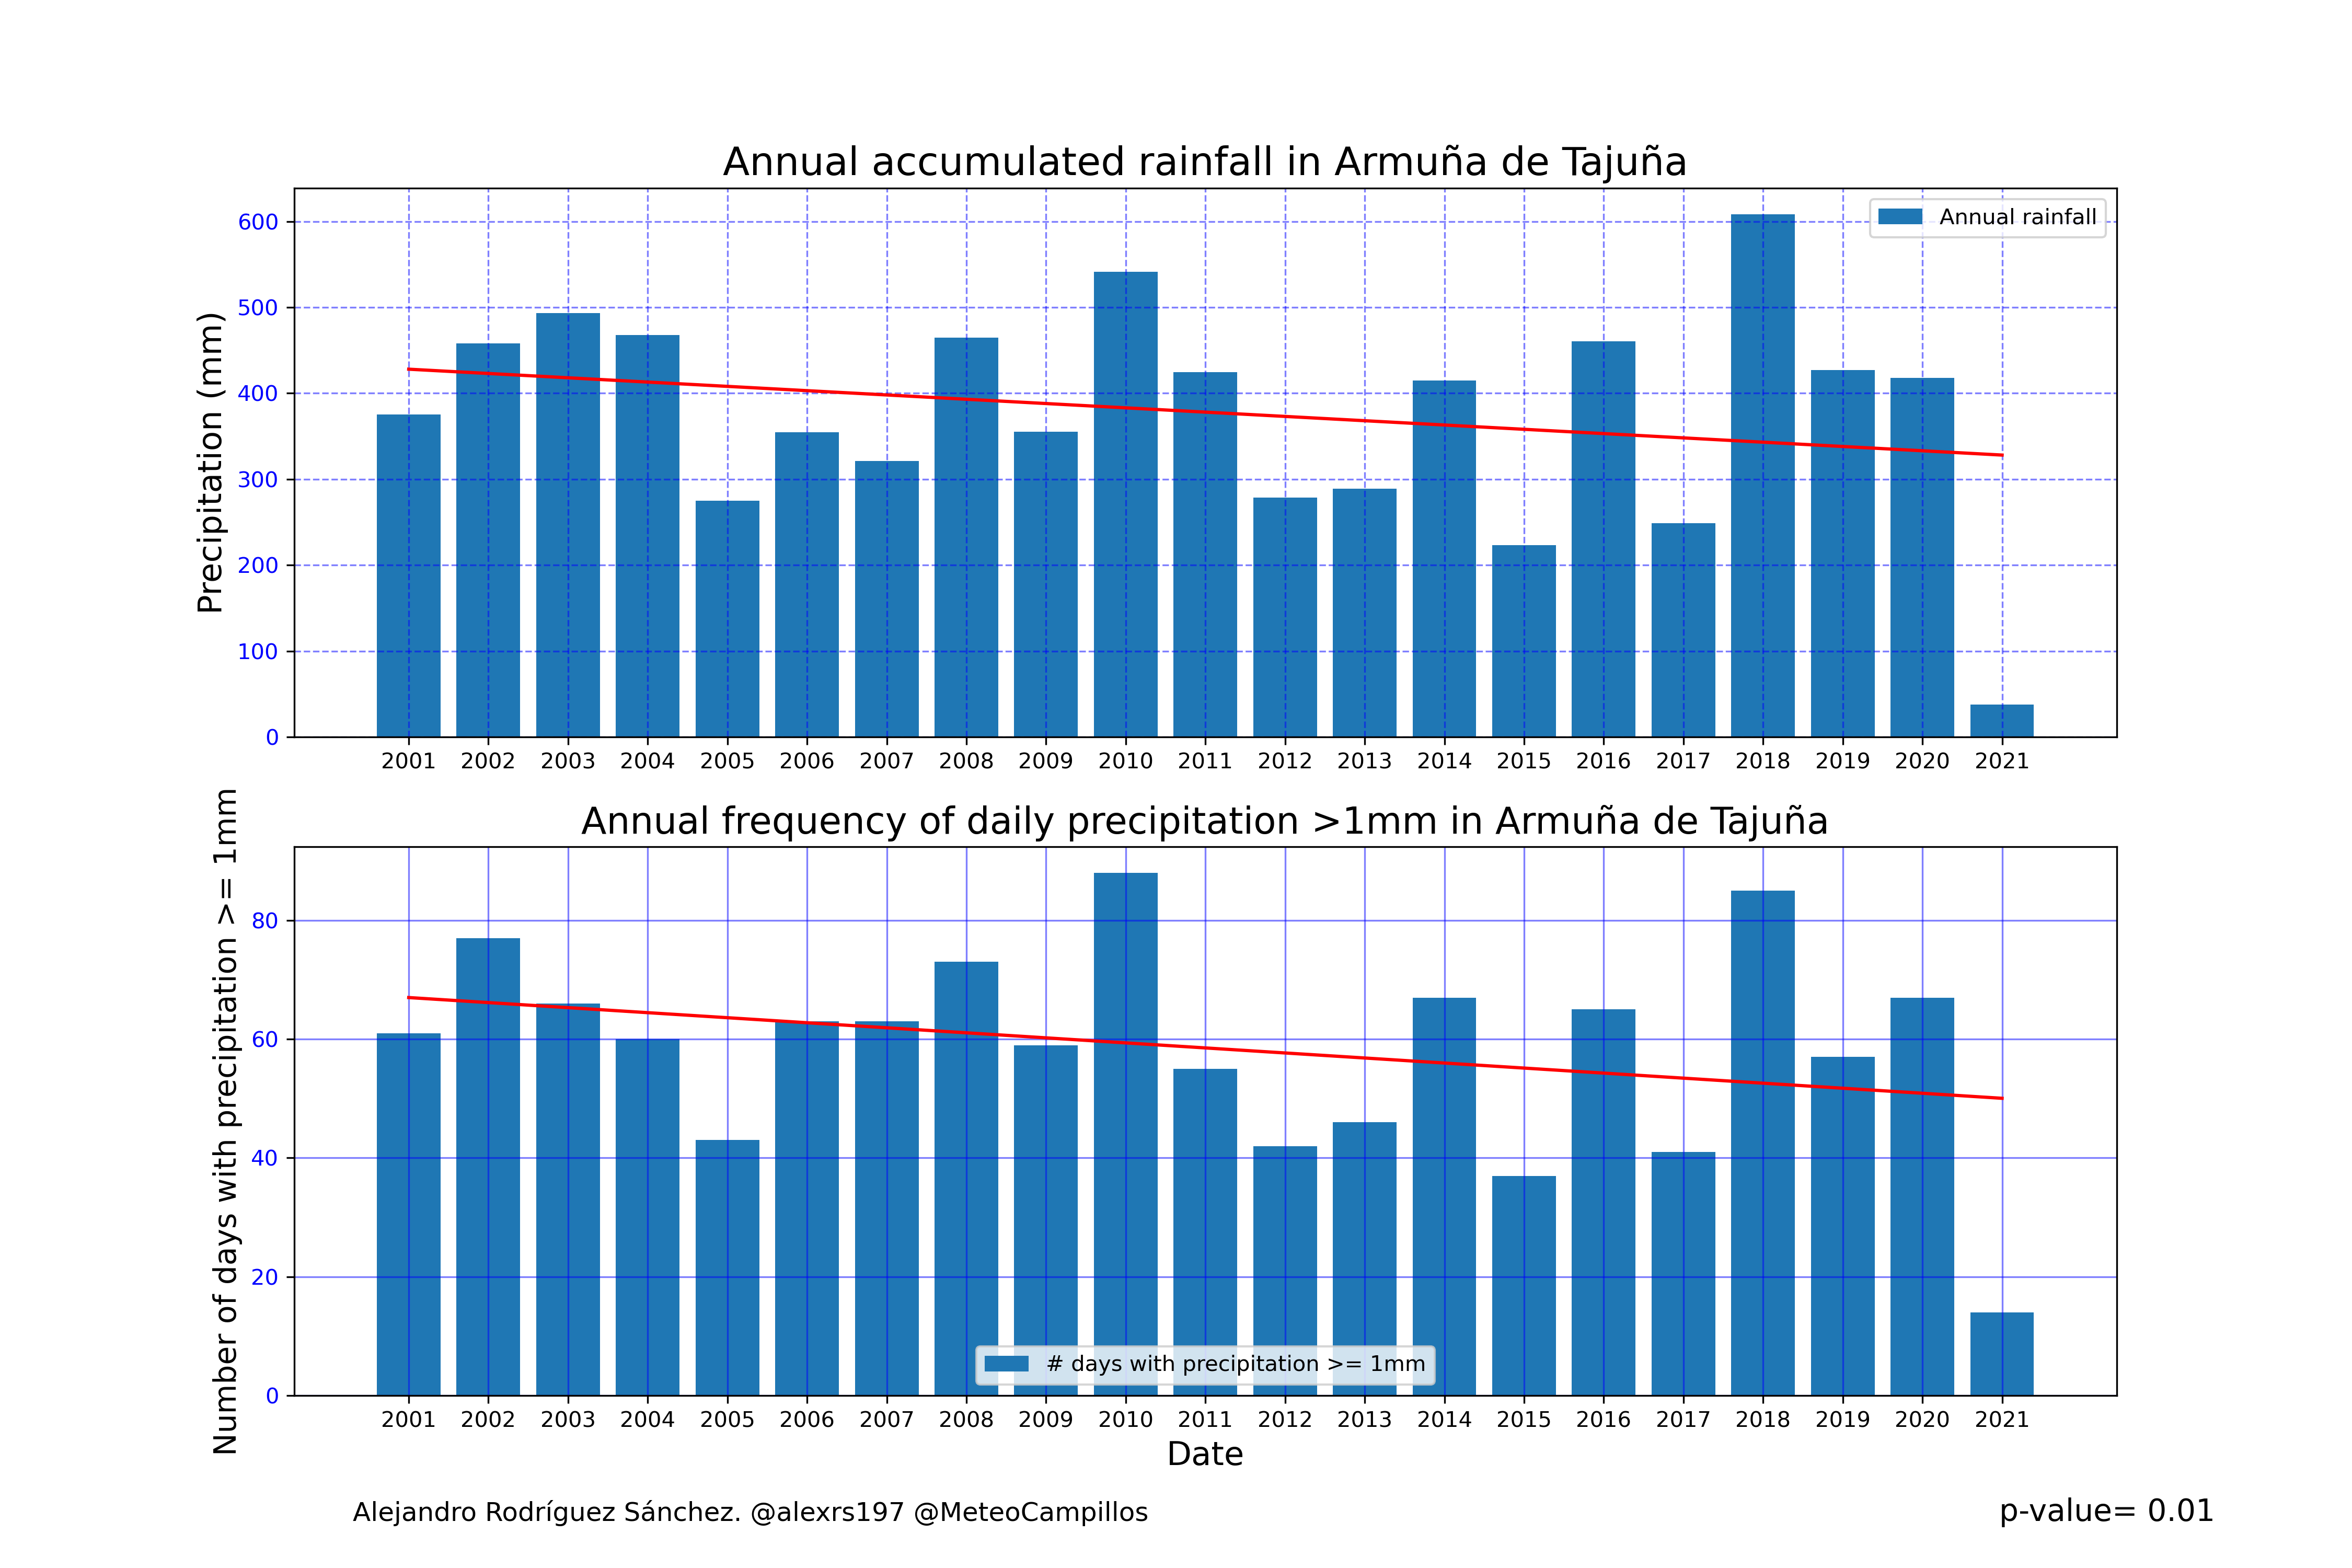 Annual accumulated rainfall in Armuña de Tajuña
Precipitation (mm)
600
500
400
300
200
100
0
Annual rainfall
2001 2002 2003 2004 2005 2006 2007 2008 2009 2010 2011 2012 2013 2014 2015 2016 2017 2018 2019 2020 2021
Annual frequency of daily precipitation >1mm in Armuña de Tajuña
Number of days with precipitation >= 1mm
80
60
40
20
0
# days with precipitation >= 1mm
2001 2002 2003 2004 2005 2006 2007 2008 2009 2010 2011 2012 2013 2014 2015 2016 2017 2018 2019 2020 2021
Date
Alejandro Rodríguez Sánchez. @alexrs197 @MeteoCampillos
p-value= 0.01